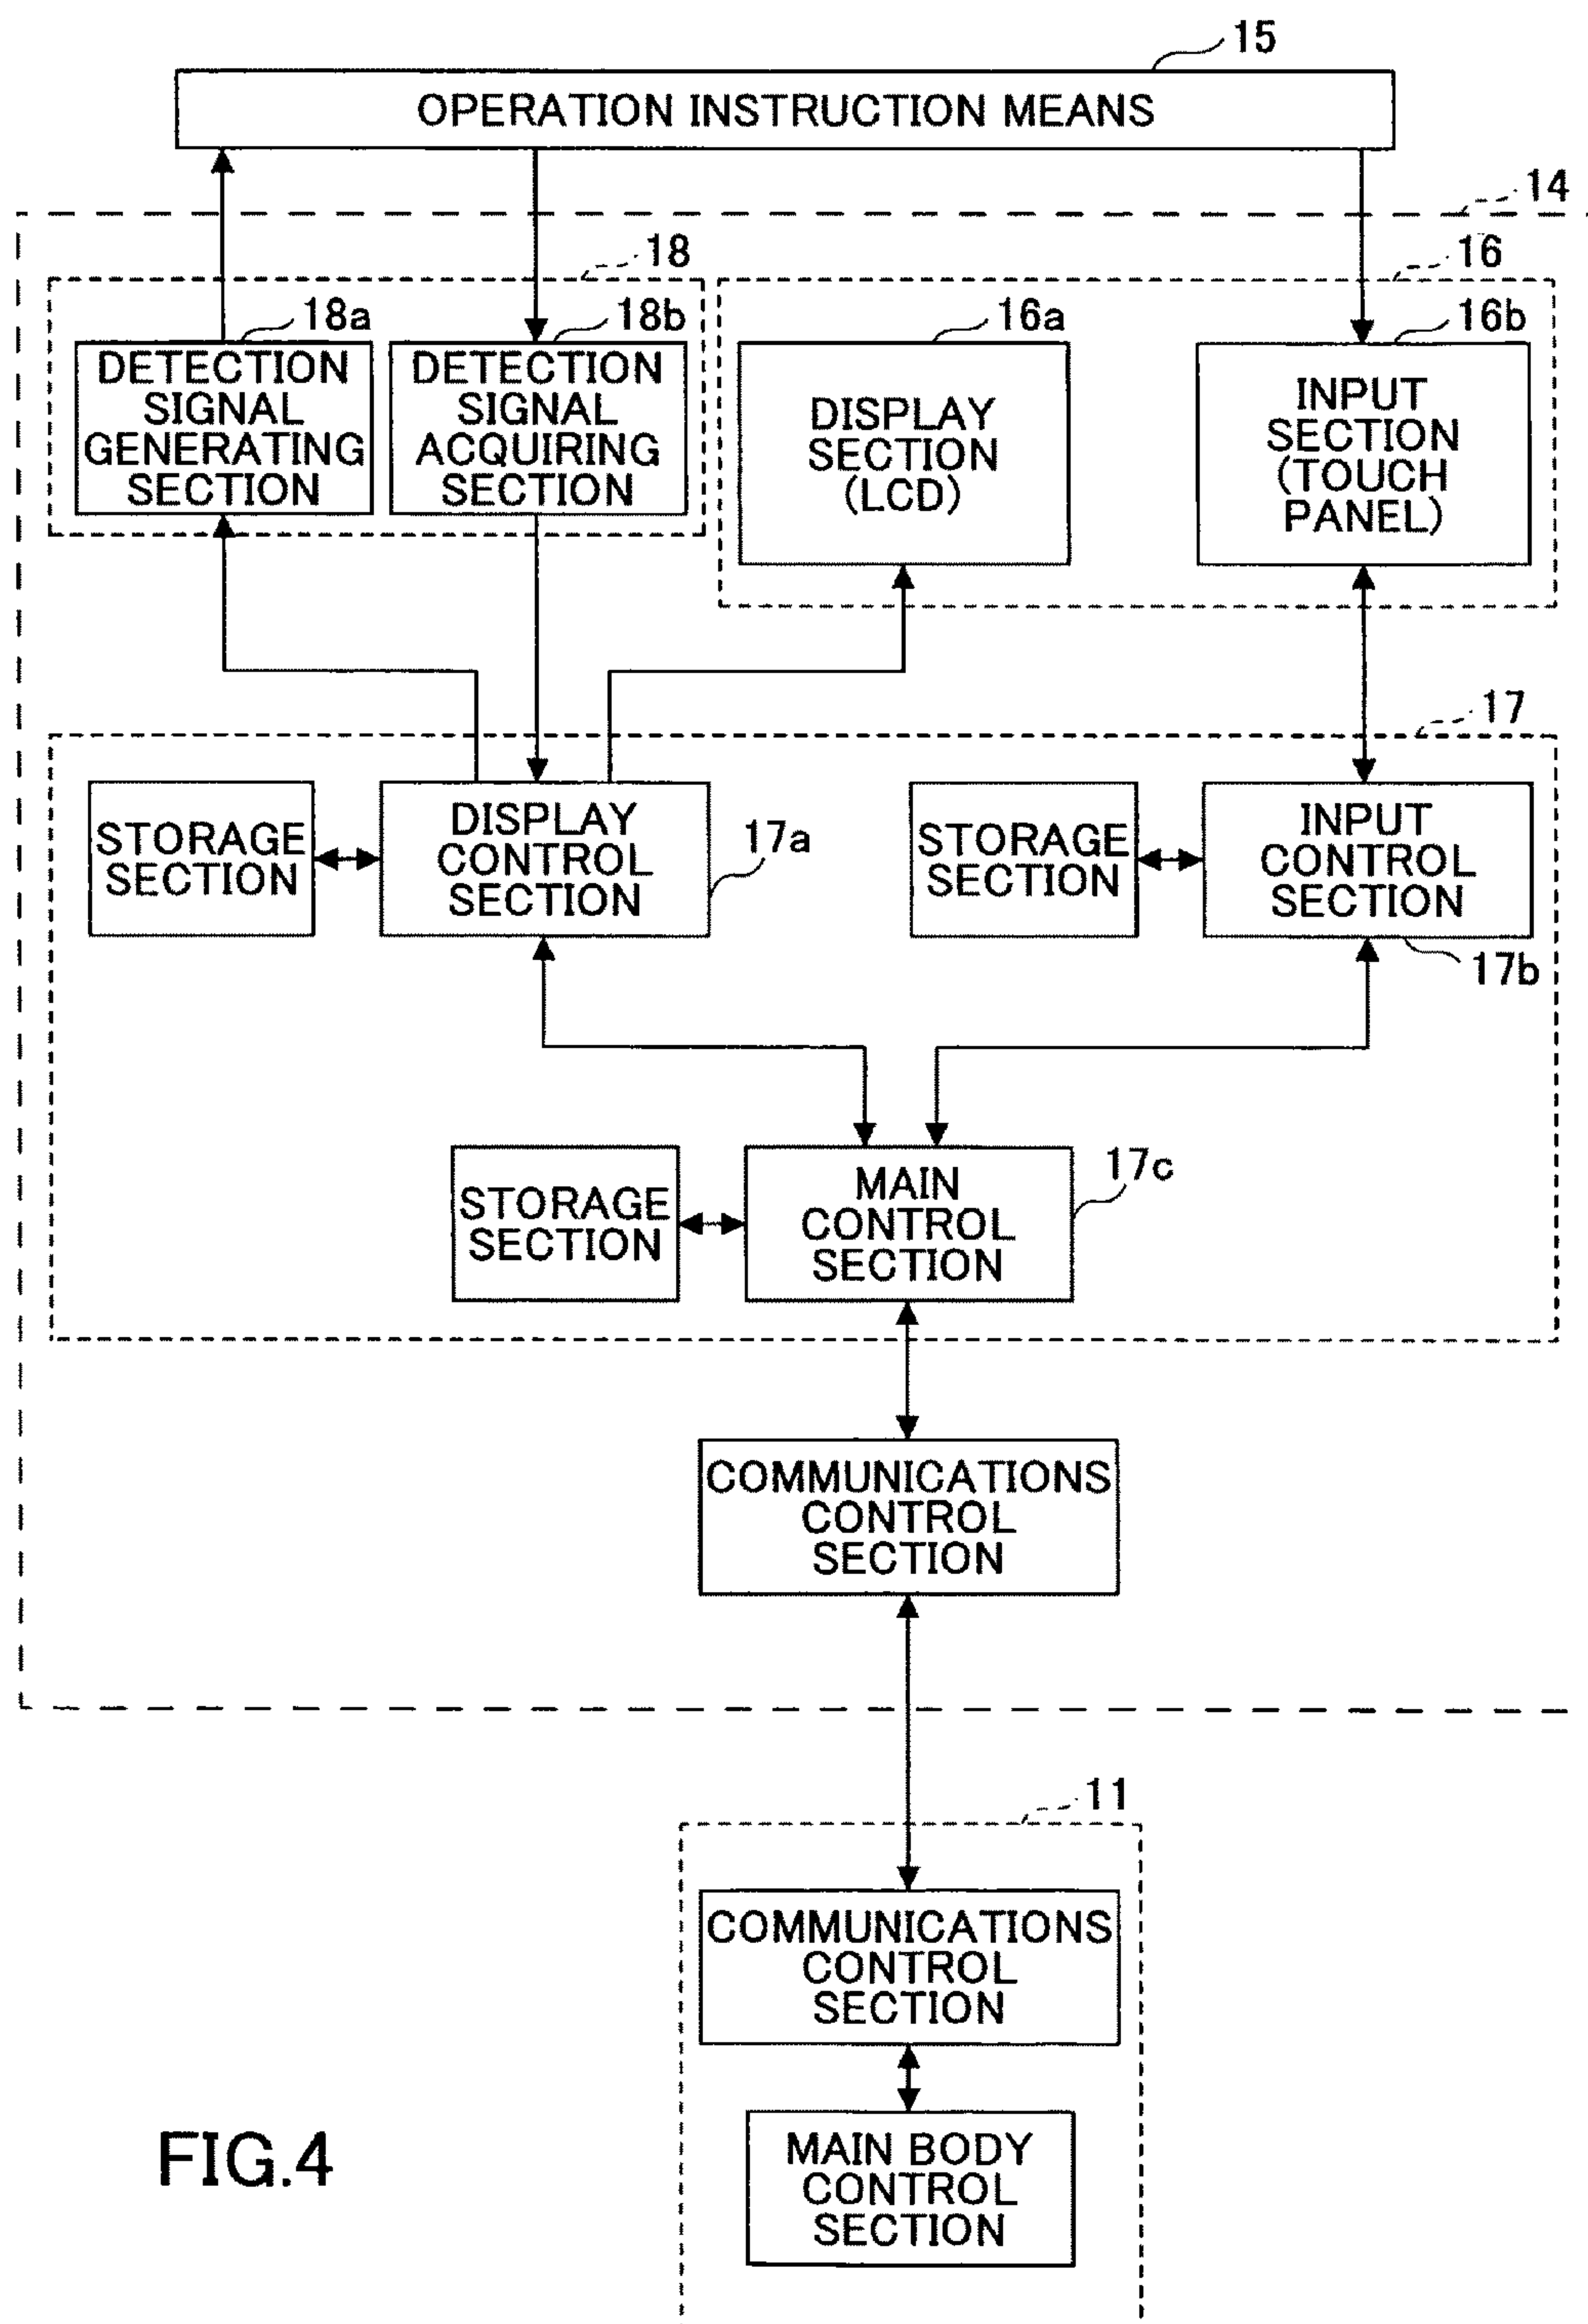 15
OPERATION INSTRUCTION MEANS
14
18
16
18a
18b
16a
16b
DETECTION
SIGNAL
GENERATING
SECTION
DETECTION
SIGNAL
ACQUIRING
SECTION
DISPLAY
SECTION
(LCD)
INPUT
SECTION
(TOUCH
PANEL)
17
STORAGE
SECTION
DISPLAY
CONTROL
SECTION
17a
STORAGE
SECTION
INPUT
CONTROL
SECTION
17b
STORAGE
SECTION
MAIN
CONTROL
SECTION
17c
COMMUNICATIONS
CONTROL
SECTION
11
COMMUNICATIONS
CONTROL
SECTION
MAIN BODY
CONTROL
SECTION
FIG.4